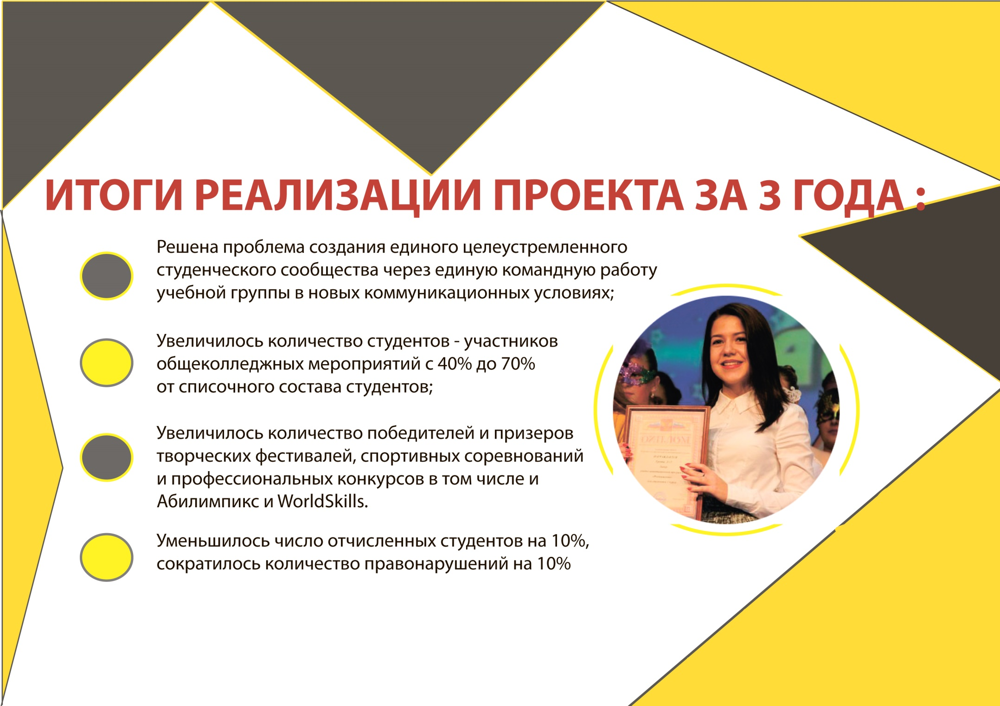 ИТОГИ РЕАЛИЗАЦИИ ПРОЕКТА ЗА 3 ГОДА :
Решена проблема создания единого целеустремленного
студенческого сообщества через единую командную работу
учебной группы в новых коммуникационных условиях;
Увеличилось количество студентов - участников
общеколледжных мероприятий с 40% до 70%
от списочного состава студентов;
Увеличилось количество победителей и призеров
творческих фестивалей, спортивных соревнований
и профессиональных конкурсов в том числе и
Абилимпикс и WorldSkills.
Уменьшилось число отчисленных студентов на 10%,
сократилось количество правонарушений на 10%